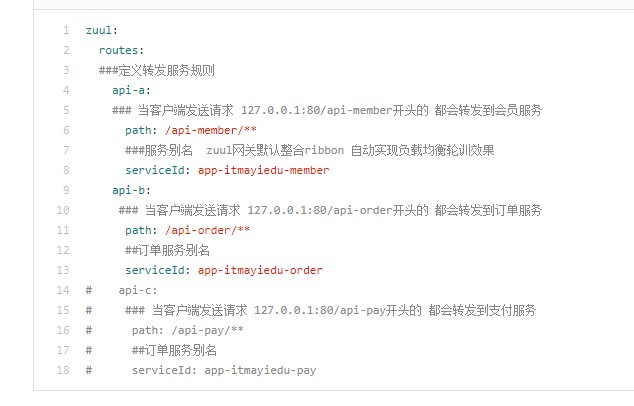 1 zuul:
2   routes:
3   ###定义转发服务规则
4     api-a:
5     ### 当客户端发送请求 127.0.0.1:80/api-member开头的 都会转发到会员服务
6       path: /api-member/**
7       ###服务别名  zuul网关默认整合ribbon 自动实现负载均衡轮训效果
8       serviceId: app-itmayiedu-member
9     api-b:
10      ### 当客户端发送请求 127.0.0.1:80/api-order开头的 都会转发到订单服务
11       path: /api-order/**
12       ##订单服务别名
13       serviceId: app-itmayiedu-order
14 #    api-c:
15 #     ### 当客户端发送请求 127.0.0.1:80/api-pay开头的 都会转发到支付服务
16 #      path: /api-pay/**
17 #      ##订单服务别名
18 #      serviceId: app-itmayiedu-pay